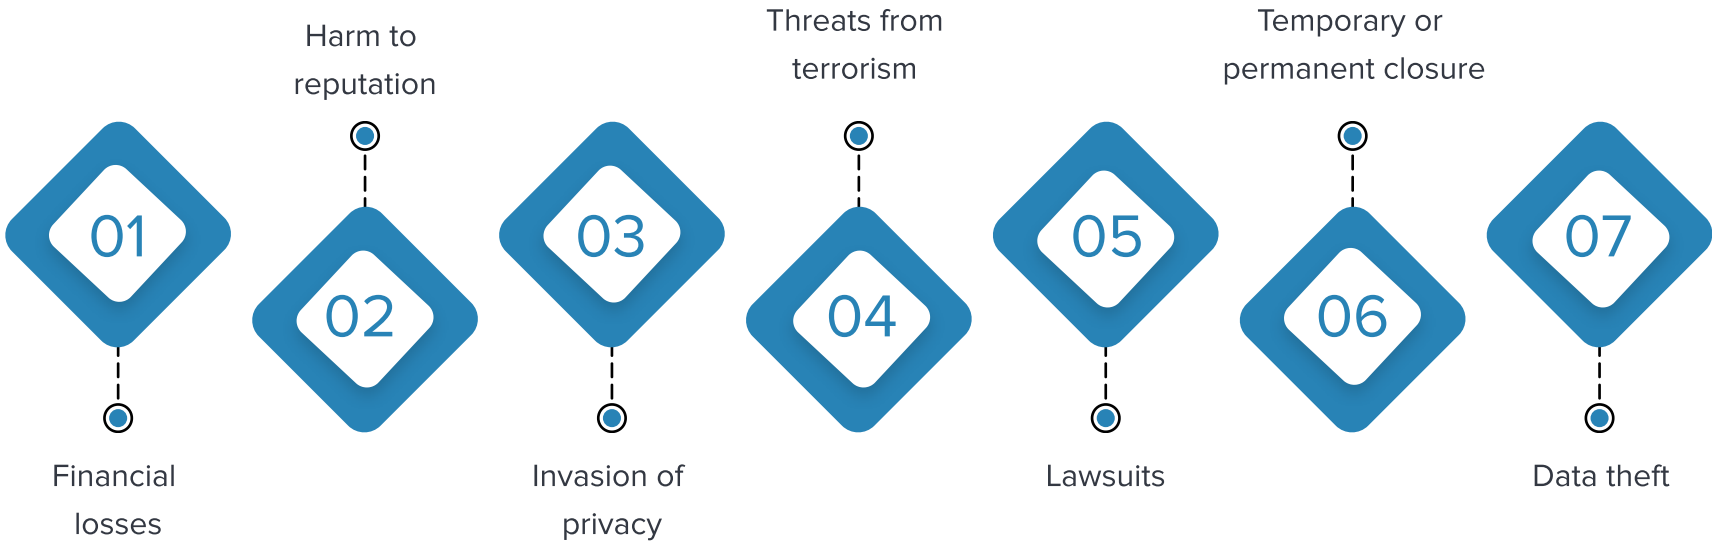 01
Financial
losses
02
Harm to
reputation
03
Invasion of
privacy
04
Threats from
terrorism
05
Lawsuits
06
Temporary or
permanent closure
07
Data theft